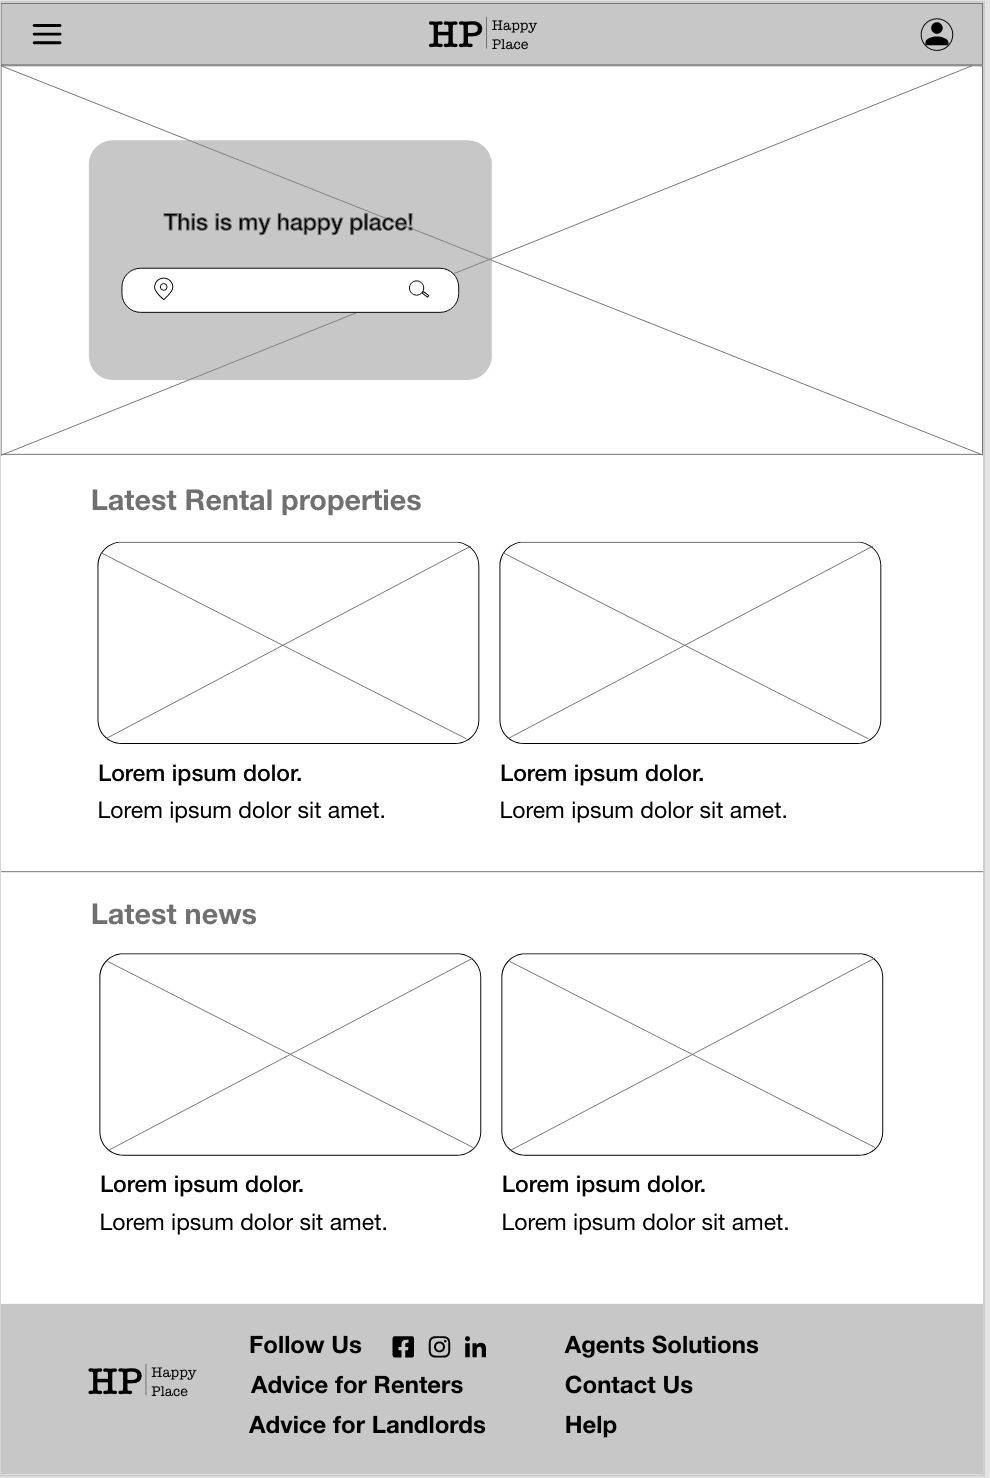 HP Happy
Place
This is my happy place!
Latest Rental properties
Lorem ipsum dolor.
Lorem ipsum dolor sit amet.
Lorem ipsum dolor.
Lorem ipsum dolor sit amet.
Latest news
Lorem ipsum dolor.
Lorem ipsum dolor sit amet.
Lorem ipsum dolor.
Lorem ipsum dolor sit amet.
HP Happy
Place
Follow Us
Advice for Renters
Advice for Landlords
Agents Solutions
Contact Us
Help